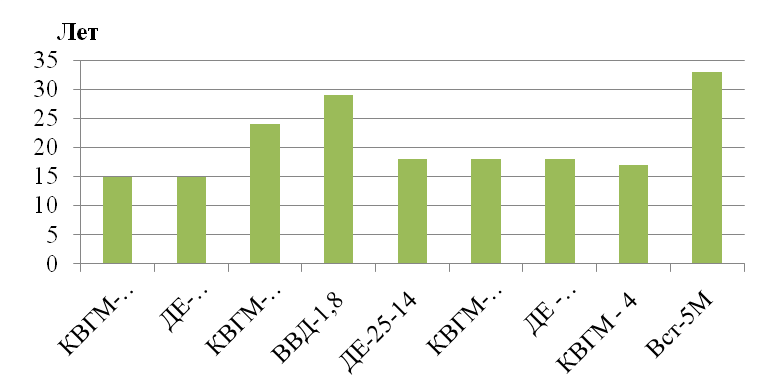 Лет
35
30
25
20
15
10
5
0
КВГМ-..
ДЕ-..
КВГМ-..
ВВД-1,8
ДЕ-25-14
КВГМ-..
ДЕ -..
КВГМ - 4
Вст-5М